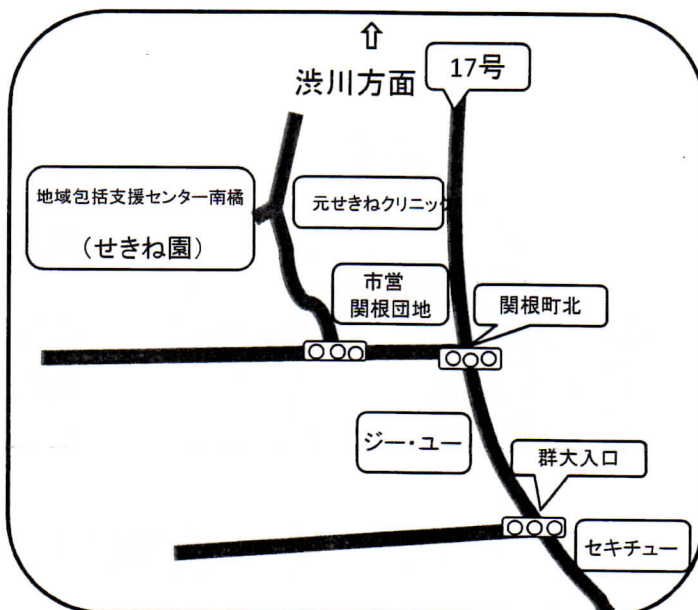 ⇧
渋川方面
17号
地域包括支援センター南橘
(せきね園)
元せきねクリニック
市営
関根団地
関根町北
ジー・ユー
群大入口
セキチュー